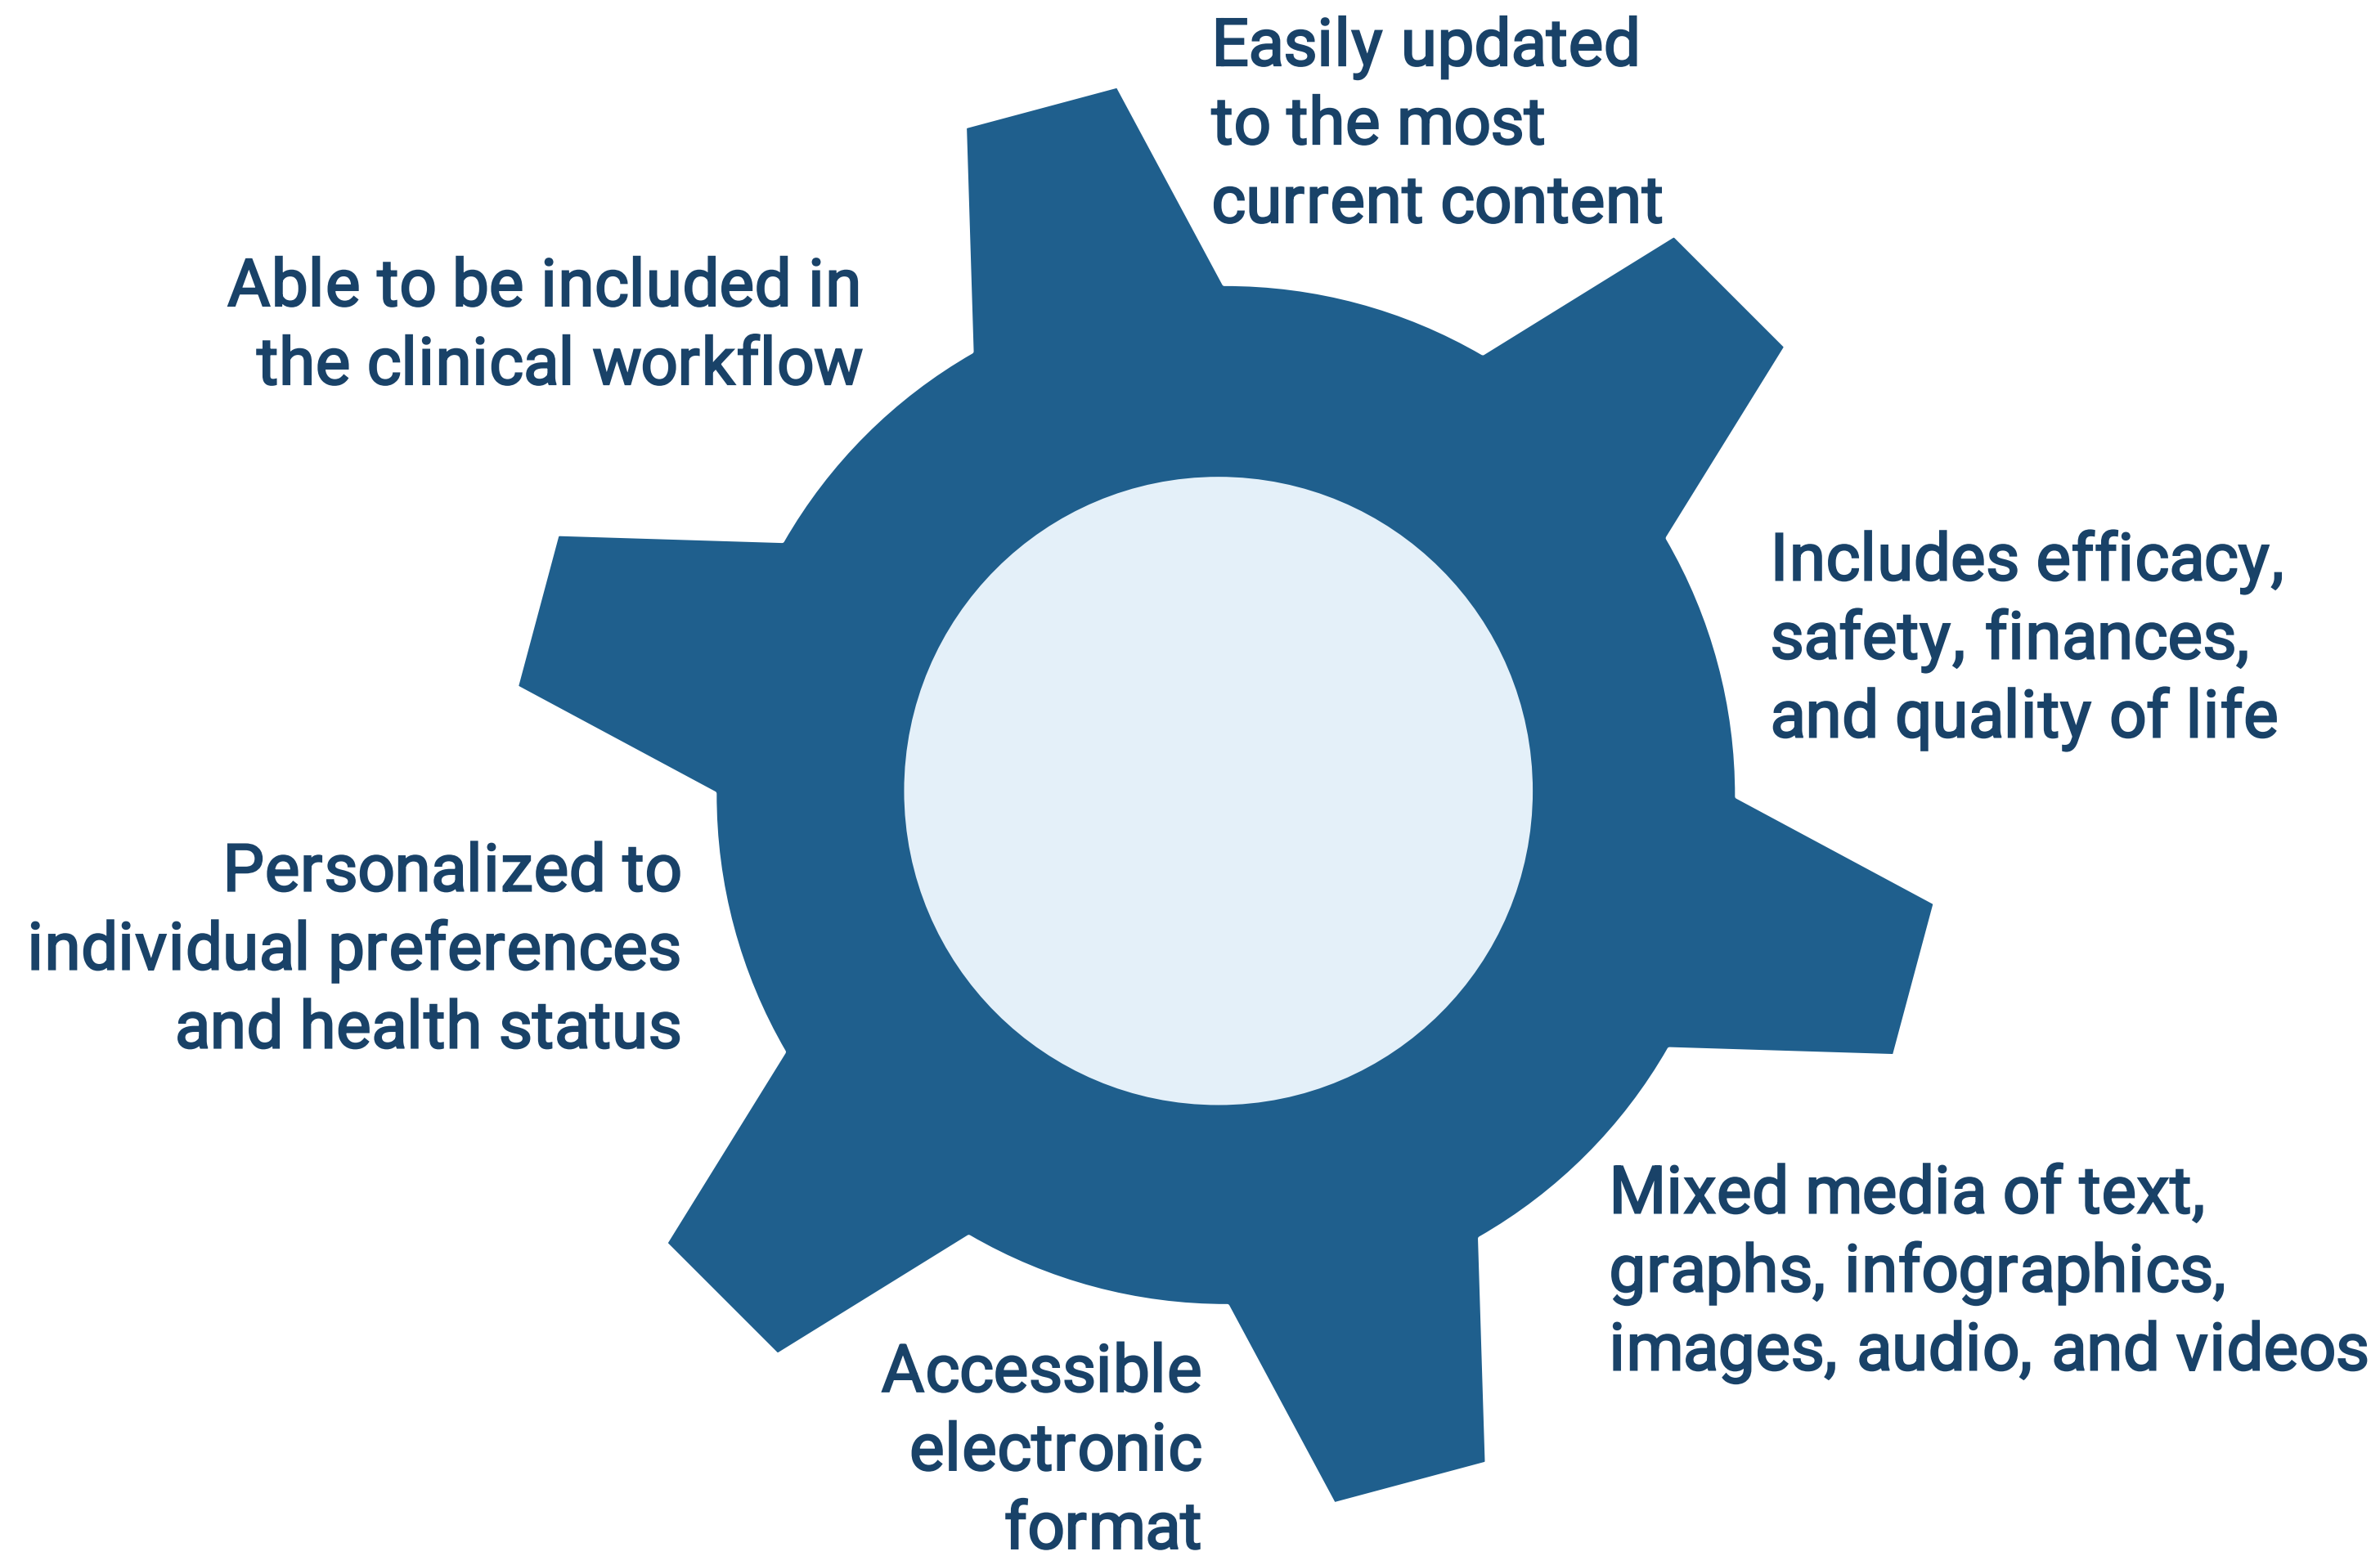 Easily updated
to the most
current content
Able to be included in
the clinical workflow
Includes efficacy,
safety, finances,
and quality of life
Personalized to
individual preferences
and health status
Mixed media of text,
graphs, infographics,
images, audio, and videos
Accessible
electronic
format